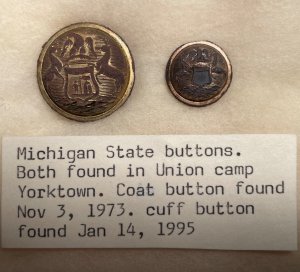 Michigan State buttons.
Both found in Union camp
Yorktown. Coat button found
Nov 3, 1973. cuff button
found Jan 14, 1995